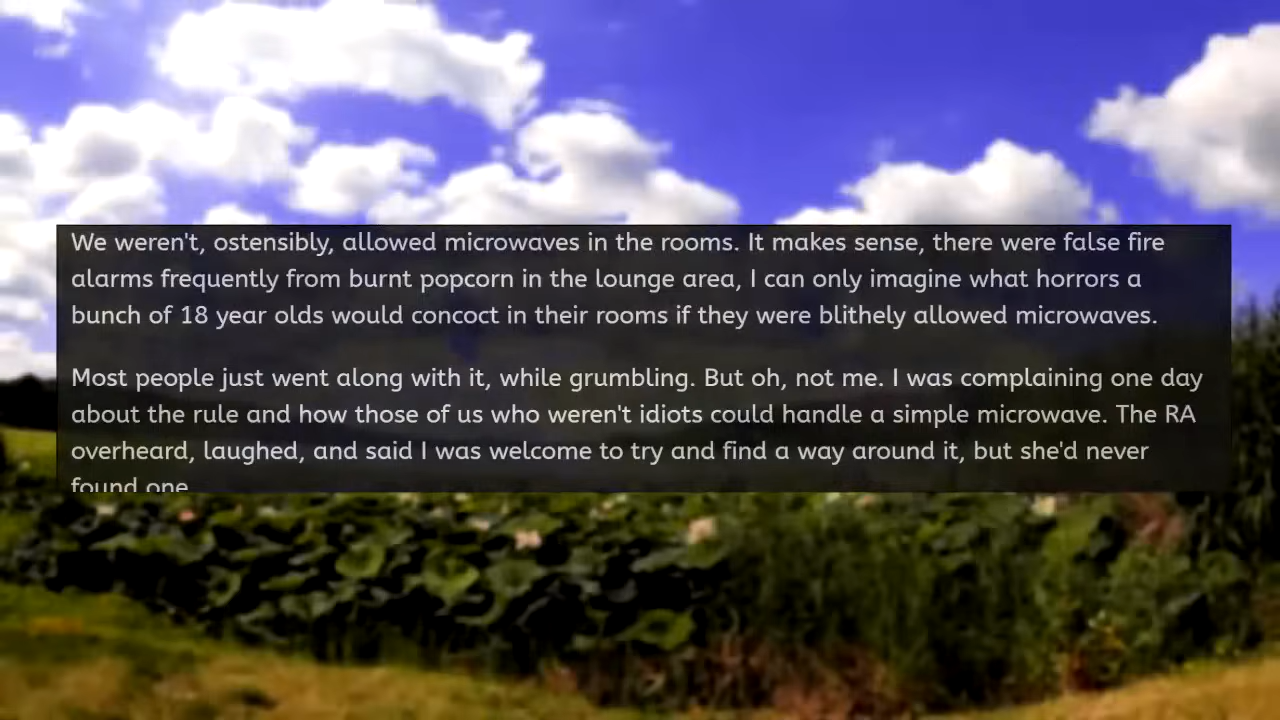 We weren't, ostensibly, allowed microwaves in the rooms. It makes sense, there were false fire
alarms frequently from burnt popcorn in the lounge area, I can only imagine what horrors a
bunch of 18 year olds would concoct in their rooms if they were blithely allowed microwaves.
Most people just went along with it, while grumbling. But oh, not me. I was complaining one day
about the rule and how those of us who weren't idiots could handle a simple microwave. The RA
overheard, laughed, and said I was welcome to try and find a way around it, but she'd never
found one